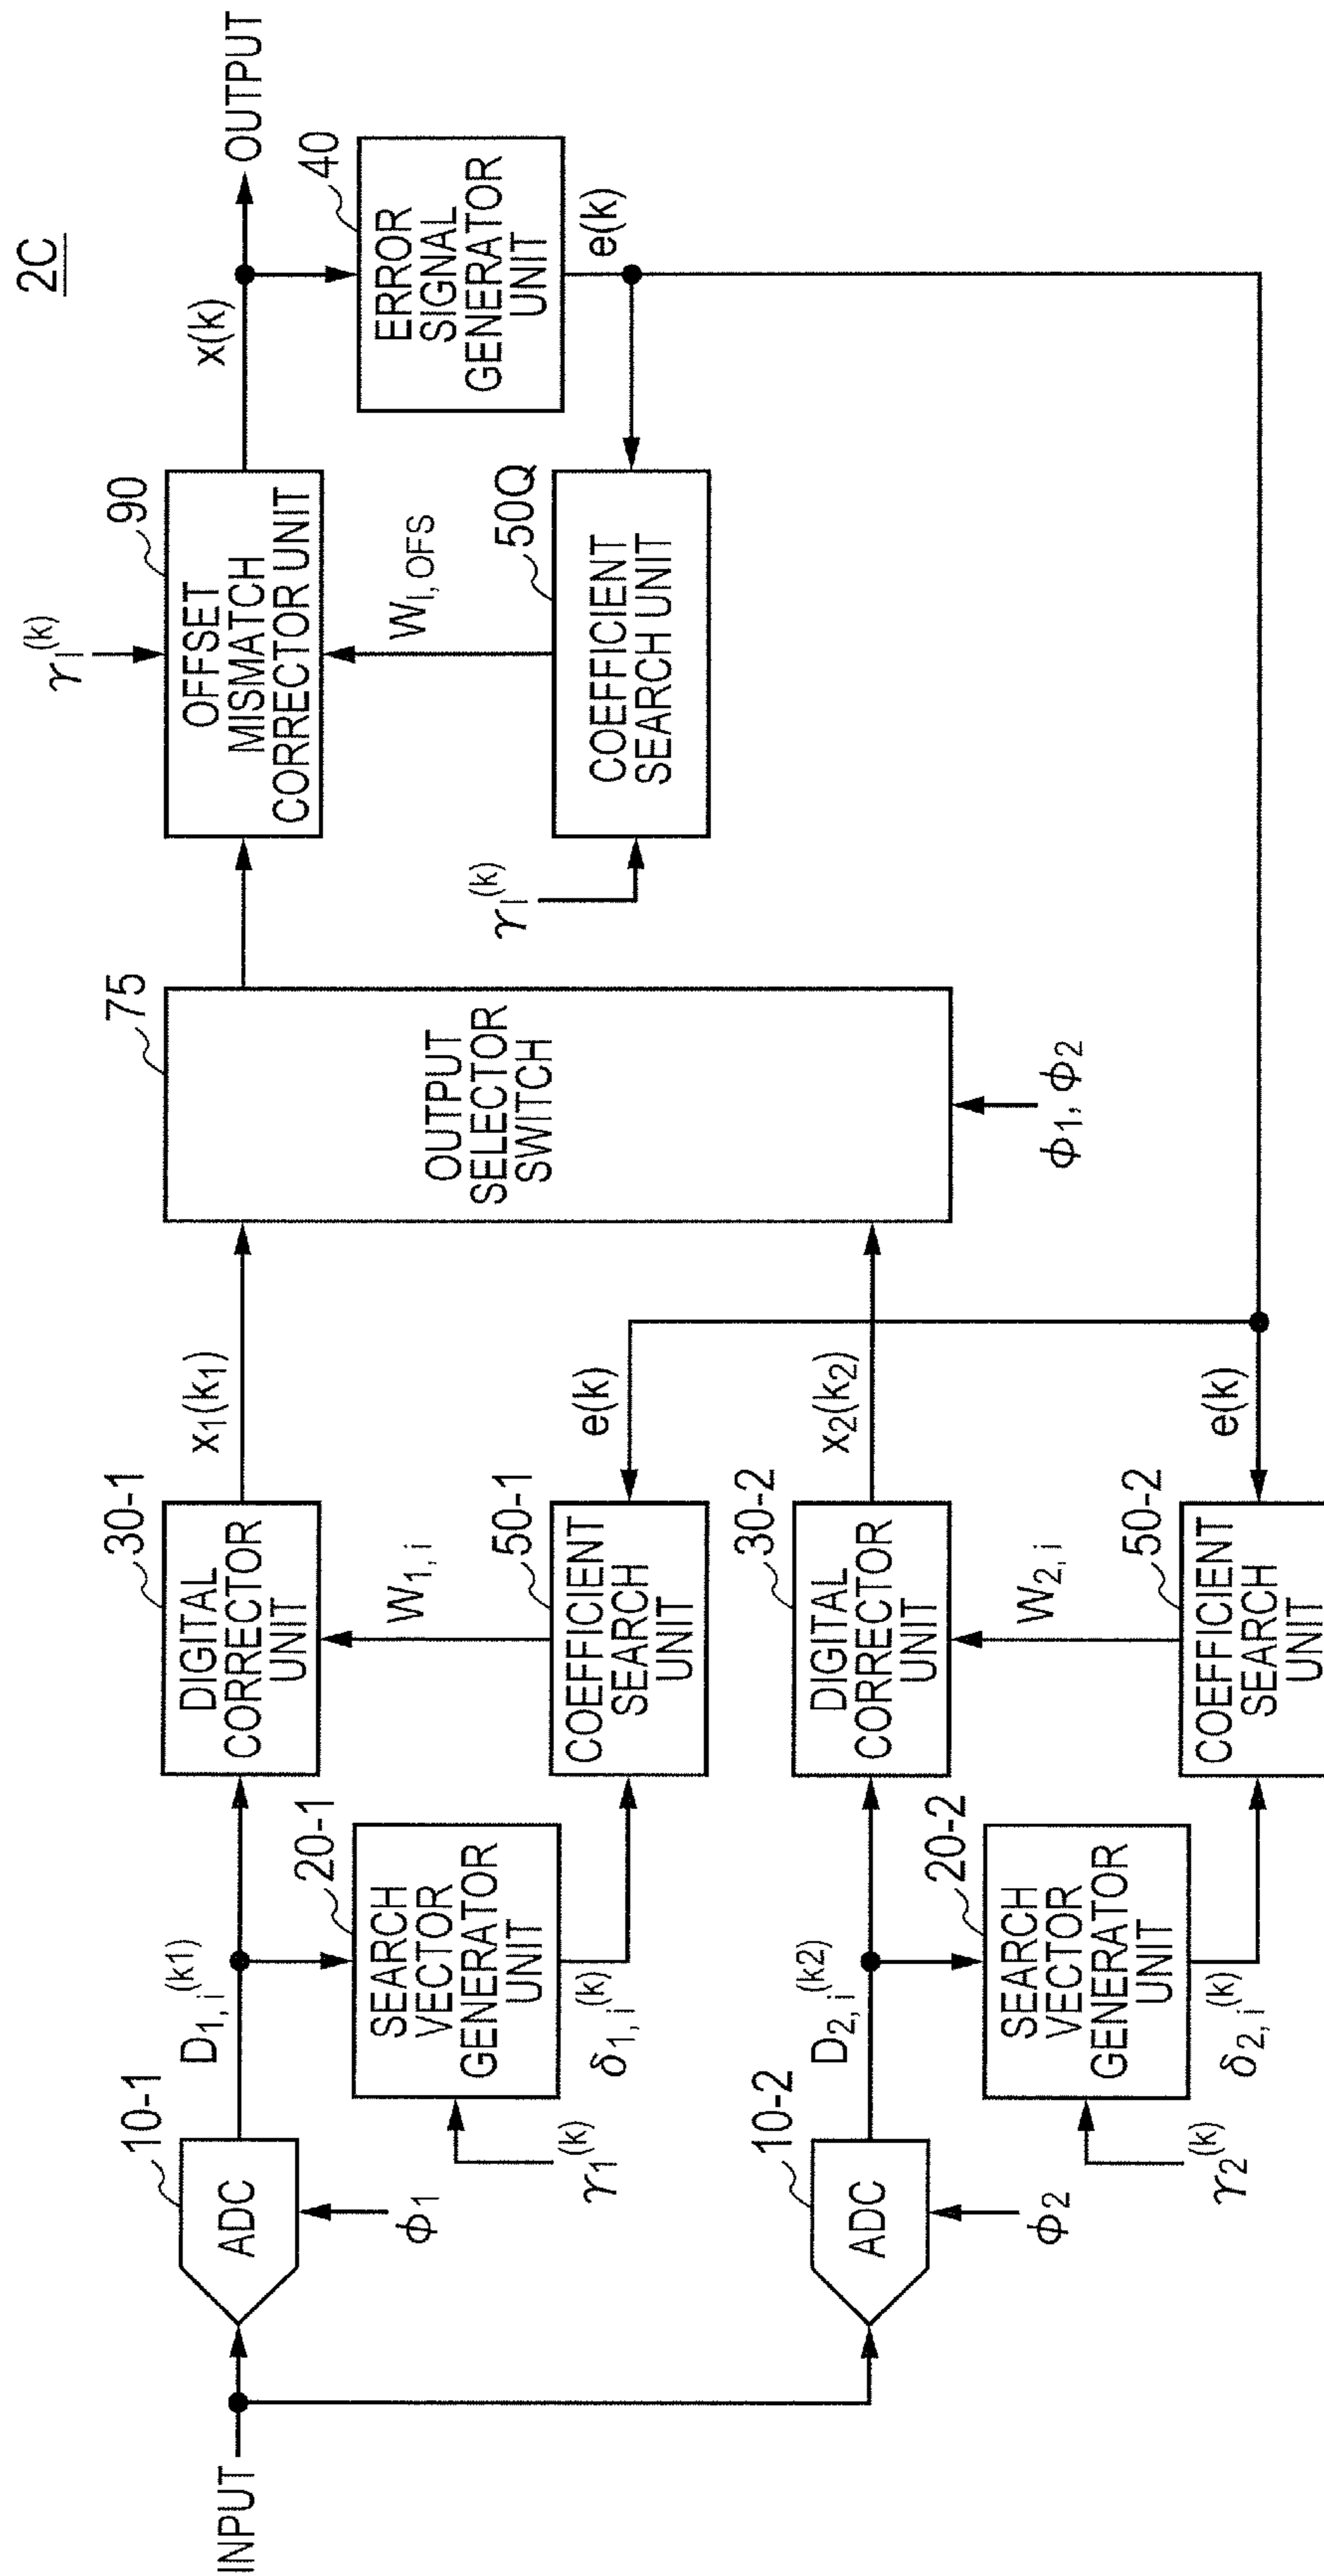 2C
INPUT
10-1
ADC
ϕ1
D1, i(k1)
20-1
SEARCH
VECTOR
GENERATOR
UNIT
γ1(k)
δ1, i(k)
30-1
DIGITAL
CORRECTOR
UNIT
W1, i
50-1
COEFFICIENT
SEARCH
UNIT
x1(k1)
e(k)
10-2
ADC
ϕ2
D2, i(k2)
20-2
SEARCH
VECTOR
GENERATOR
UNIT
γ2(k)
δ2, i(k)
30-2
DIGITAL
CORRECTOR
UNIT
W2, i
50-2
COEFFICIENT
SEARCH
UNIT
x2(k2)
e(k)
75
OUTPUT
SELECTOR
SWITCH
ϕ1, ϕ2
γl(k)
90
OFFSET
MISMATCH
CORRECTOR UNIT
Wl, OFS
γl(k)
50Q
COEFFICIENT
SEARCH UNIT
x(k)
OUTPUT
40
ERROR
SIGNAL
GENERATOR
UNIT
e(k)